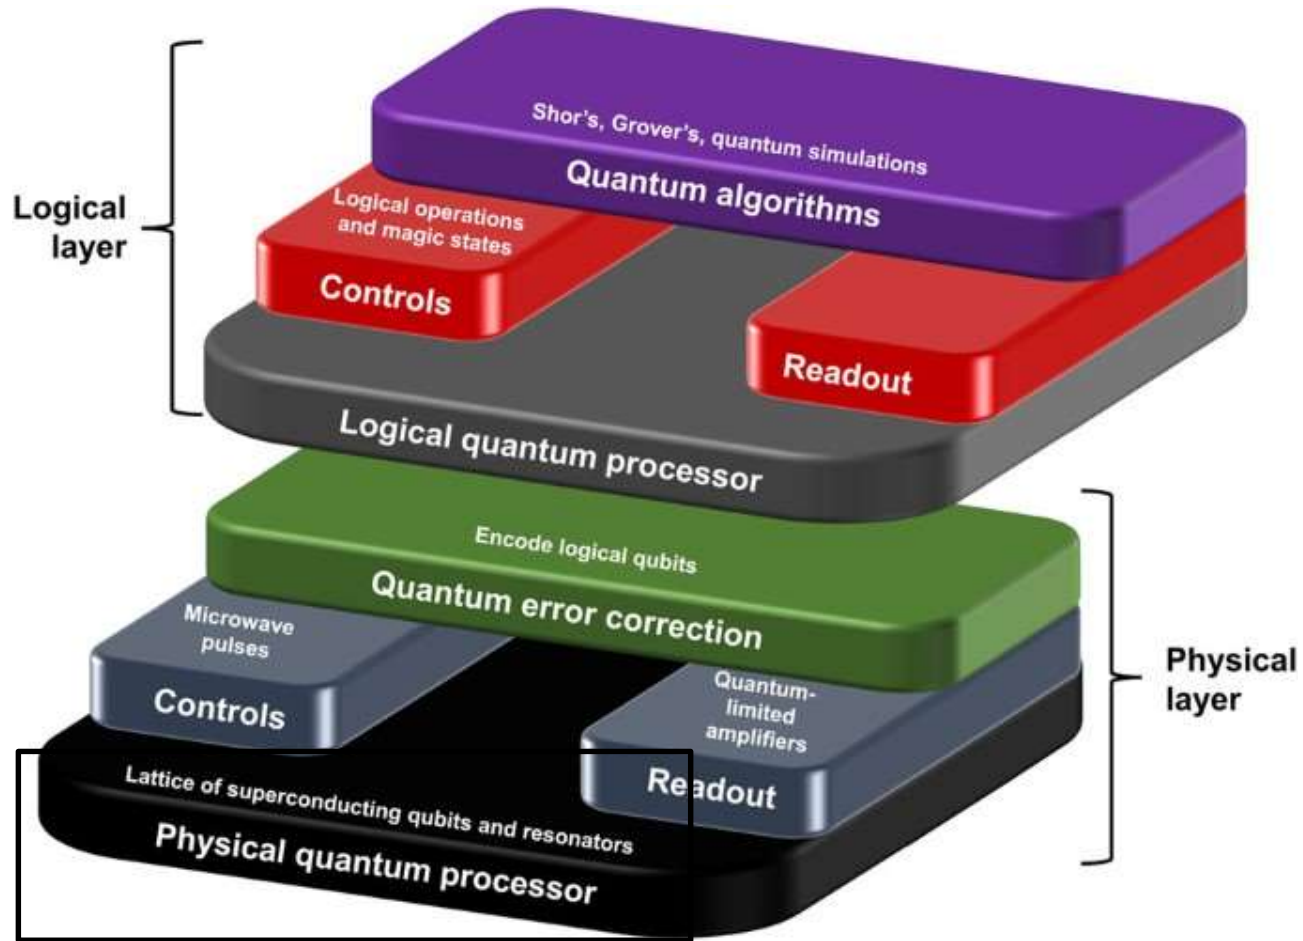 Shor's, Grover's, quantum simulations
Quantum algorithms
Logical
layer
Logical operations
and magic states
Controls
Readout
Logical quantum processor
Encode logical qubits
Quantum error correction
Microwave
pulses
Controls
Quantum-
limited
amplifiers
Readout
Physical
layer
Lattice of superconducting qubits and resonators
Physical quantum processor